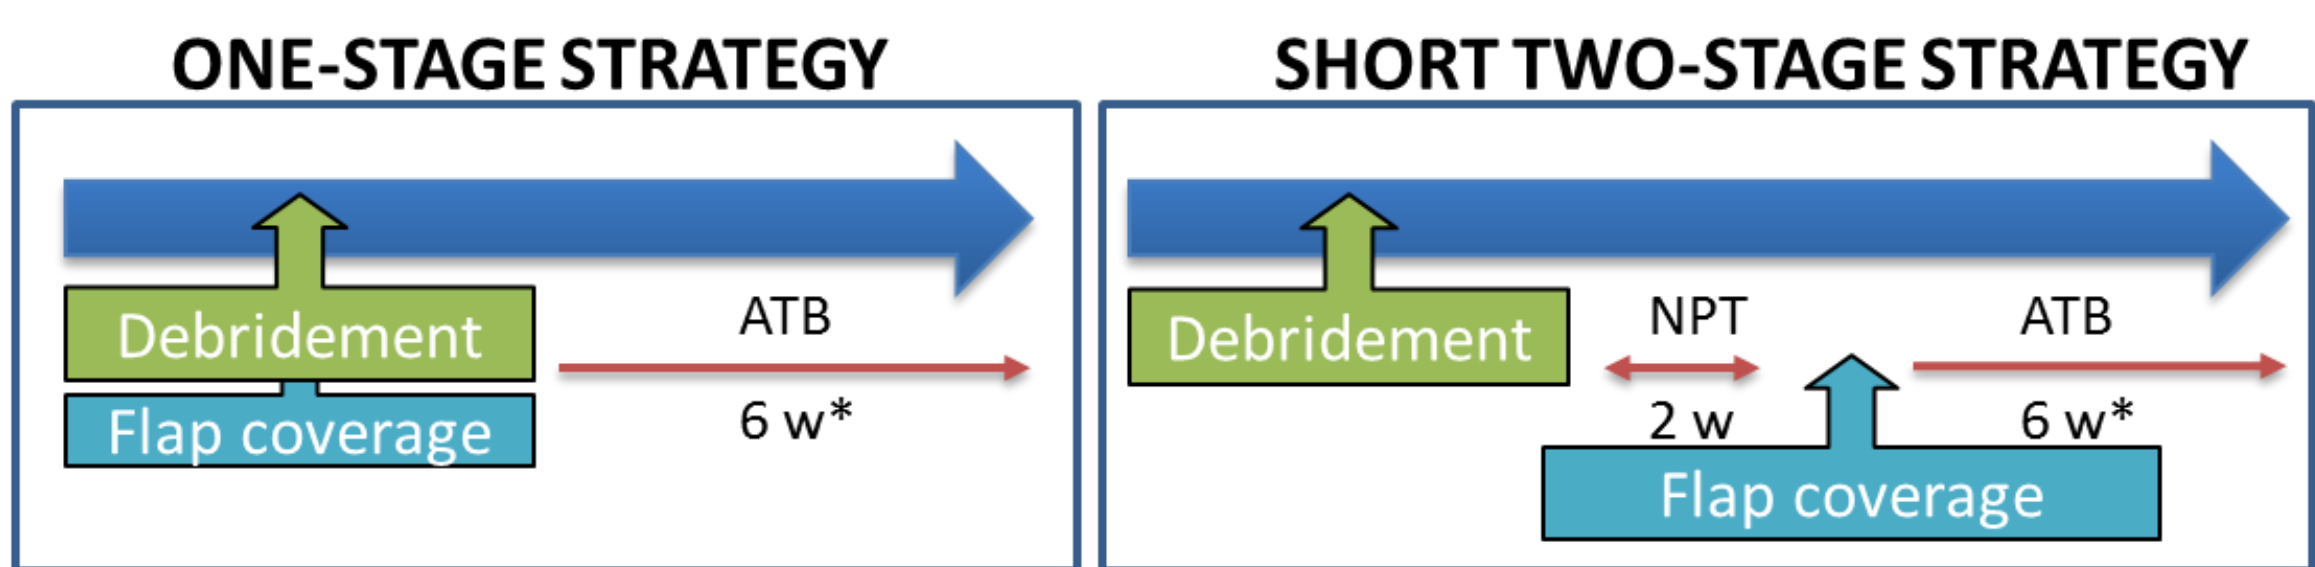 ONE-STAGE STRATEGY
Debridement
Flap coverage
ATB
6 w*
SHORT TWO-STAGE STRATEGY
Debridement
NPT
2 w
Flap coverage
ATB
6 w*